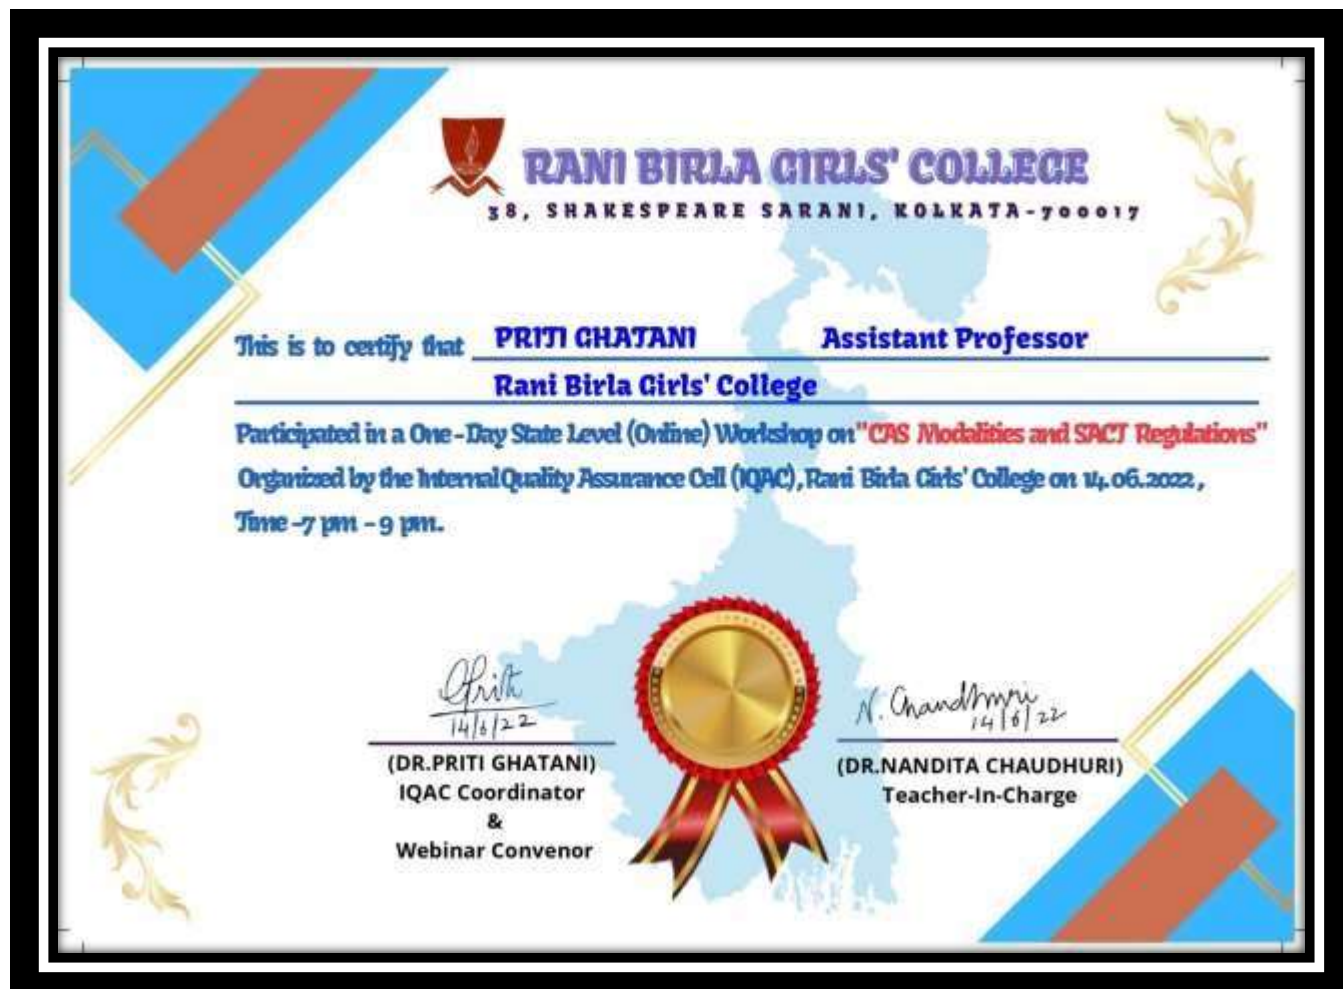 RANI BIRLA GIRLS' COLLEGE
38, SHAKESPEARE SARANI, KOLKATA-700017
This is to certify that PRITI GHATANI Assistant Professor
Rani Birla Girls' College
Participated in a One-Day State Level (Online) Workshop on "CAS Modalities and SACT Regulations"
Organized by the Internal Quality Assurance Cell (IQAC), Rani Birla Girls' College on 14.06.2022,
Time -7 pm - 9 pm.
14/6/22
N. Chaudhuri
14/6/22
(DR.PRITI GHATANI)
IQAC Coordinator
&
Webinar Convenor
(DR.NANDITA CHAUDHURI)
Teacher-In-Charge